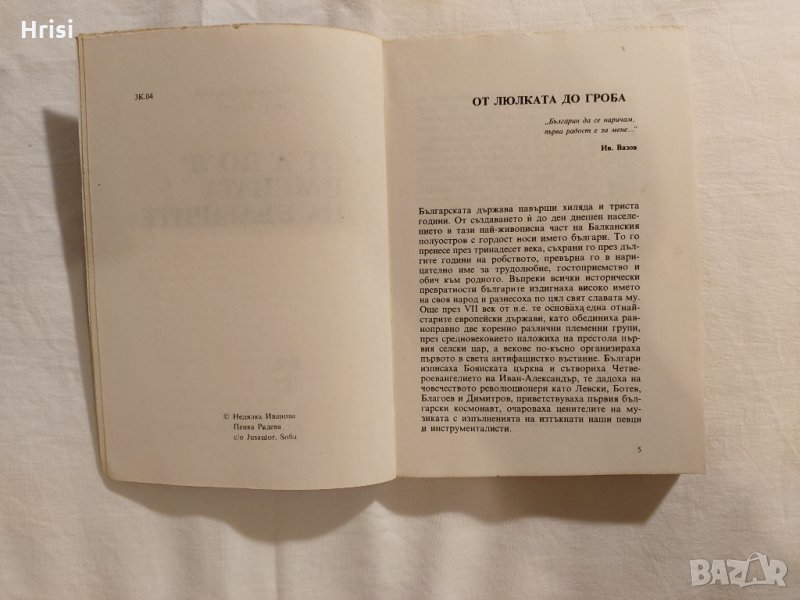 Hrisi
3К.04
© Недялка Иванова
Пенка Радева
c/o Jusautor, Sofia
ОТ ЛЮЛКАТА ДО ГРОБА
„Българин да се наричам,
първа радост е за мене..."
Ив. Вазов
Българската държава навърши хиляда и триста
години. От създаването ѝ до ден днешен населе-
нието в тази най-живописна част на Балканския
полуостров с гордост носи името българи. То го
пренесе през тринадесет века, съхрани го през дъл-
гите години на робството, превърна го в нари-
цателно име за трудолюбие, гостоприемство и
обич към родното. Въпреки всички исторически
превратности българите издигнаха високо името
на своя народ и разнесоха по цял свят славата му.
Още през VII век от н.е. те основаха една от най-
старите европейски държави, като обединиха рав-
ноправно две коренно различни племенни групи,
през средновековието наложиха на престола пър-
вия селски цар, а векове по-късно организираха
първото в света антифашистко въстание. Българи
изписаха Боянската църква и сътвориха Четве-
роевангелието на Иван-Александър, те дадоха на
човечеството революционери като Левски, Ботев,
Благоев и Димитров, приветствуваха първия бъл-
гарски космонавт, очароваха ценителите на му-
зиката с изпълненията на изтъкнати наши певци
и инструменталисти.
5
BAZAR